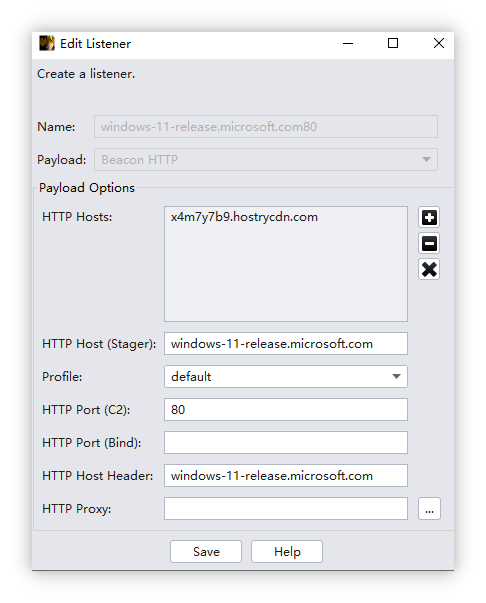 Edit Listener
Create a listener.
Name: windows-11-release.microsoft.com80
Payload: Beacon HTTP
Payload Options
HTTP Hosts: x4m7y7b9.hostrycdn.com
HTTP Host (Stager): windows-11-release.microsoft.com
Profile: default
HTTP Port (C2): 80
HTTP Port (Bind):
HTTP Host Header: windows-11-release.microsoft.com
HTTP Proxy: ...
Save Help